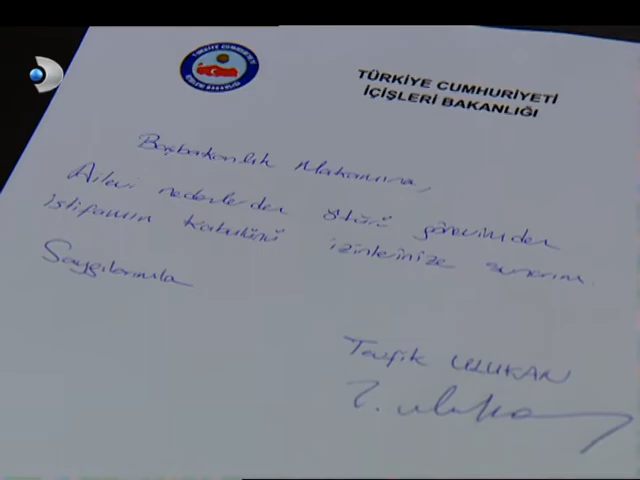 TÜRKİYE CUMHURİYETİ
İÇİŞLERİ BAKANLIĞI
Başbakanlık Makamına,
Ailevi nedenlerden ötürü görevimden
istifamın kabulünü izinlerinize sunarım.
Saygılarımla
Tevfik ULUKAN
T. Ulukan